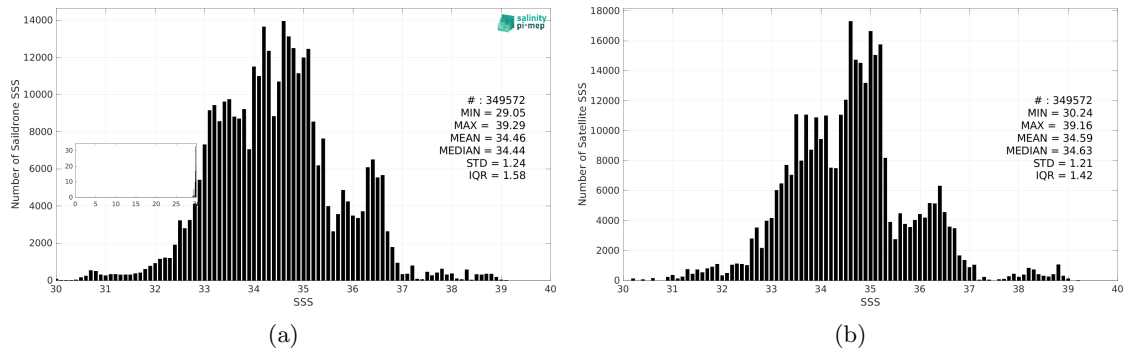 14000
12000
10000
8000
6000
4000
2000
0
Number of Saildrone SSS
salinity
pi-mep
# : 349572
MIN = 29.05
MAX = 39.29
MEAN = 34.46
MEDIAN = 34.44
STD = 1.24
IQR = 1.58
30
20
10
0
0 5 10 15 20 25
30 31 32 33 34 35 36 37 38 39 40
SSS
(a)
18000
16000
14000
12000
10000
8000
6000
4000
2000
0
Number of Satellite SSS
# : 349572
MIN = 30.24
MAX = 39.16
MEAN = 34.59
MEDIAN = 34.63
STD = 1.21
IQR = 1.42
30 31 32 33 34 35 36 37 38 39 40
SSS
(b)